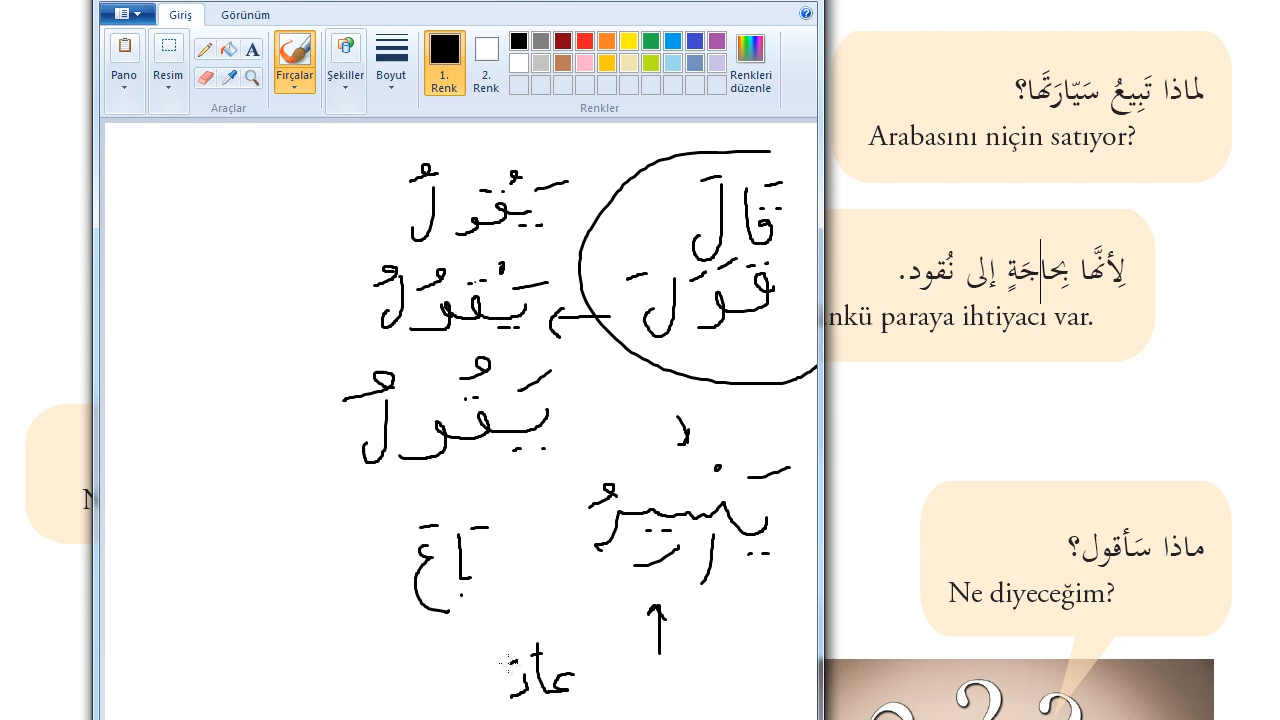 Giriş
Görünüm
Pano
Resim
A
Fırçalar
Şekiller
Boyut
1. Renk
2. Renk
Renkleri düzenle
Araçlar
Renkler
قَالَ
يَقُولُ
قَوَلَ
يَقْوُلُ
يَقُولُ
يَسِيرُ
بَاعَ
عادَ
لماذا تَبِيعُ سَيّارَتَها؟
Arabasını niçin satıyor?
لِأَنَّها بِحاجَةٍ إلى نُقود.
nkü paraya ihtiyacı var.
N
ماذا سَأقول؟
Ne diyeceğim?
? ? ?